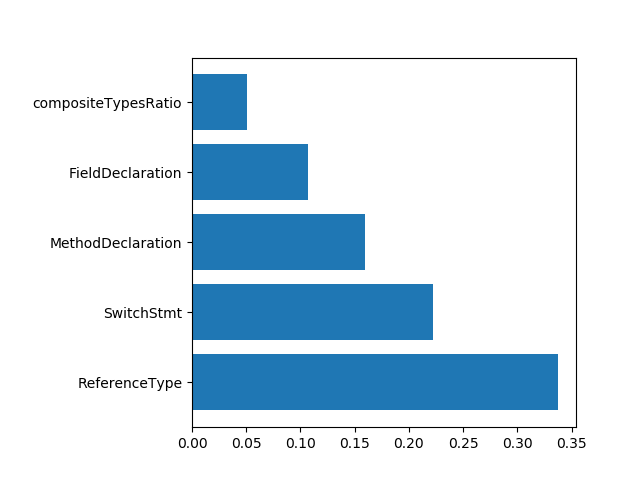 compositeTypesRatio
FieldDeclaration
MethodDeclaration
SwitchStmt
ReferenceType
0.00 0.05 0.10 0.15 0.20 0.25 0.30 0.35